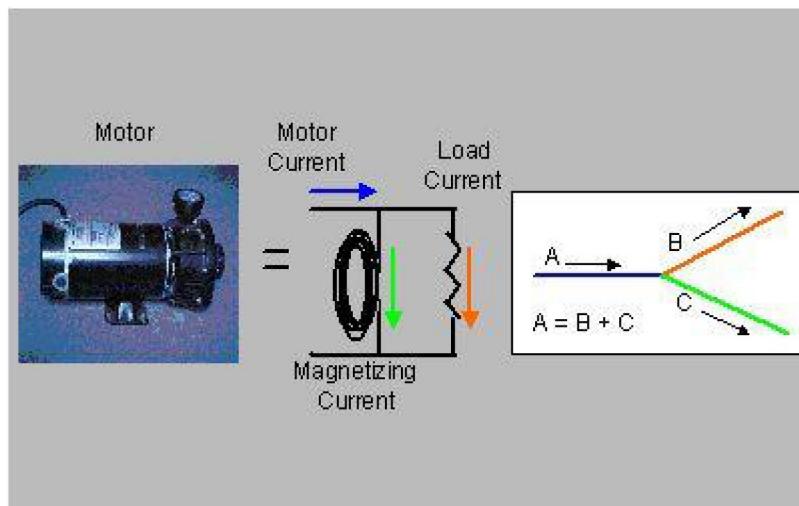 Motor
Motor
Current
Load
Current
=
Magnetizing
Current
A
B
C
A = B + C